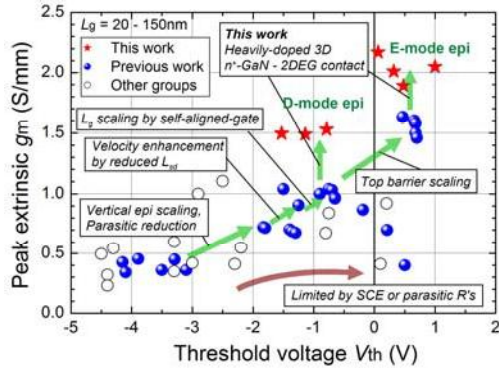 Lg = 20 - 150nm
This work
Previous work
Other groups
This work
Heavily-doped 3D
n+-GaN - 2DEG contact
E-mode epi
D-mode epi
Lg scaling by self-aligned-gate
Velocity enhancement
by reduced Lsd
Vertical epi scaling,
Parasitic reduction
Top barrier scaling
Limited by SCE or parasitic R's
Peak extrinsic gm (S/mm)
2.5
2.0
1.5
1.0
0.5
0.0
-5 -4 -3 -2 -1 0 1 2
Threshold voltage Vth (V)